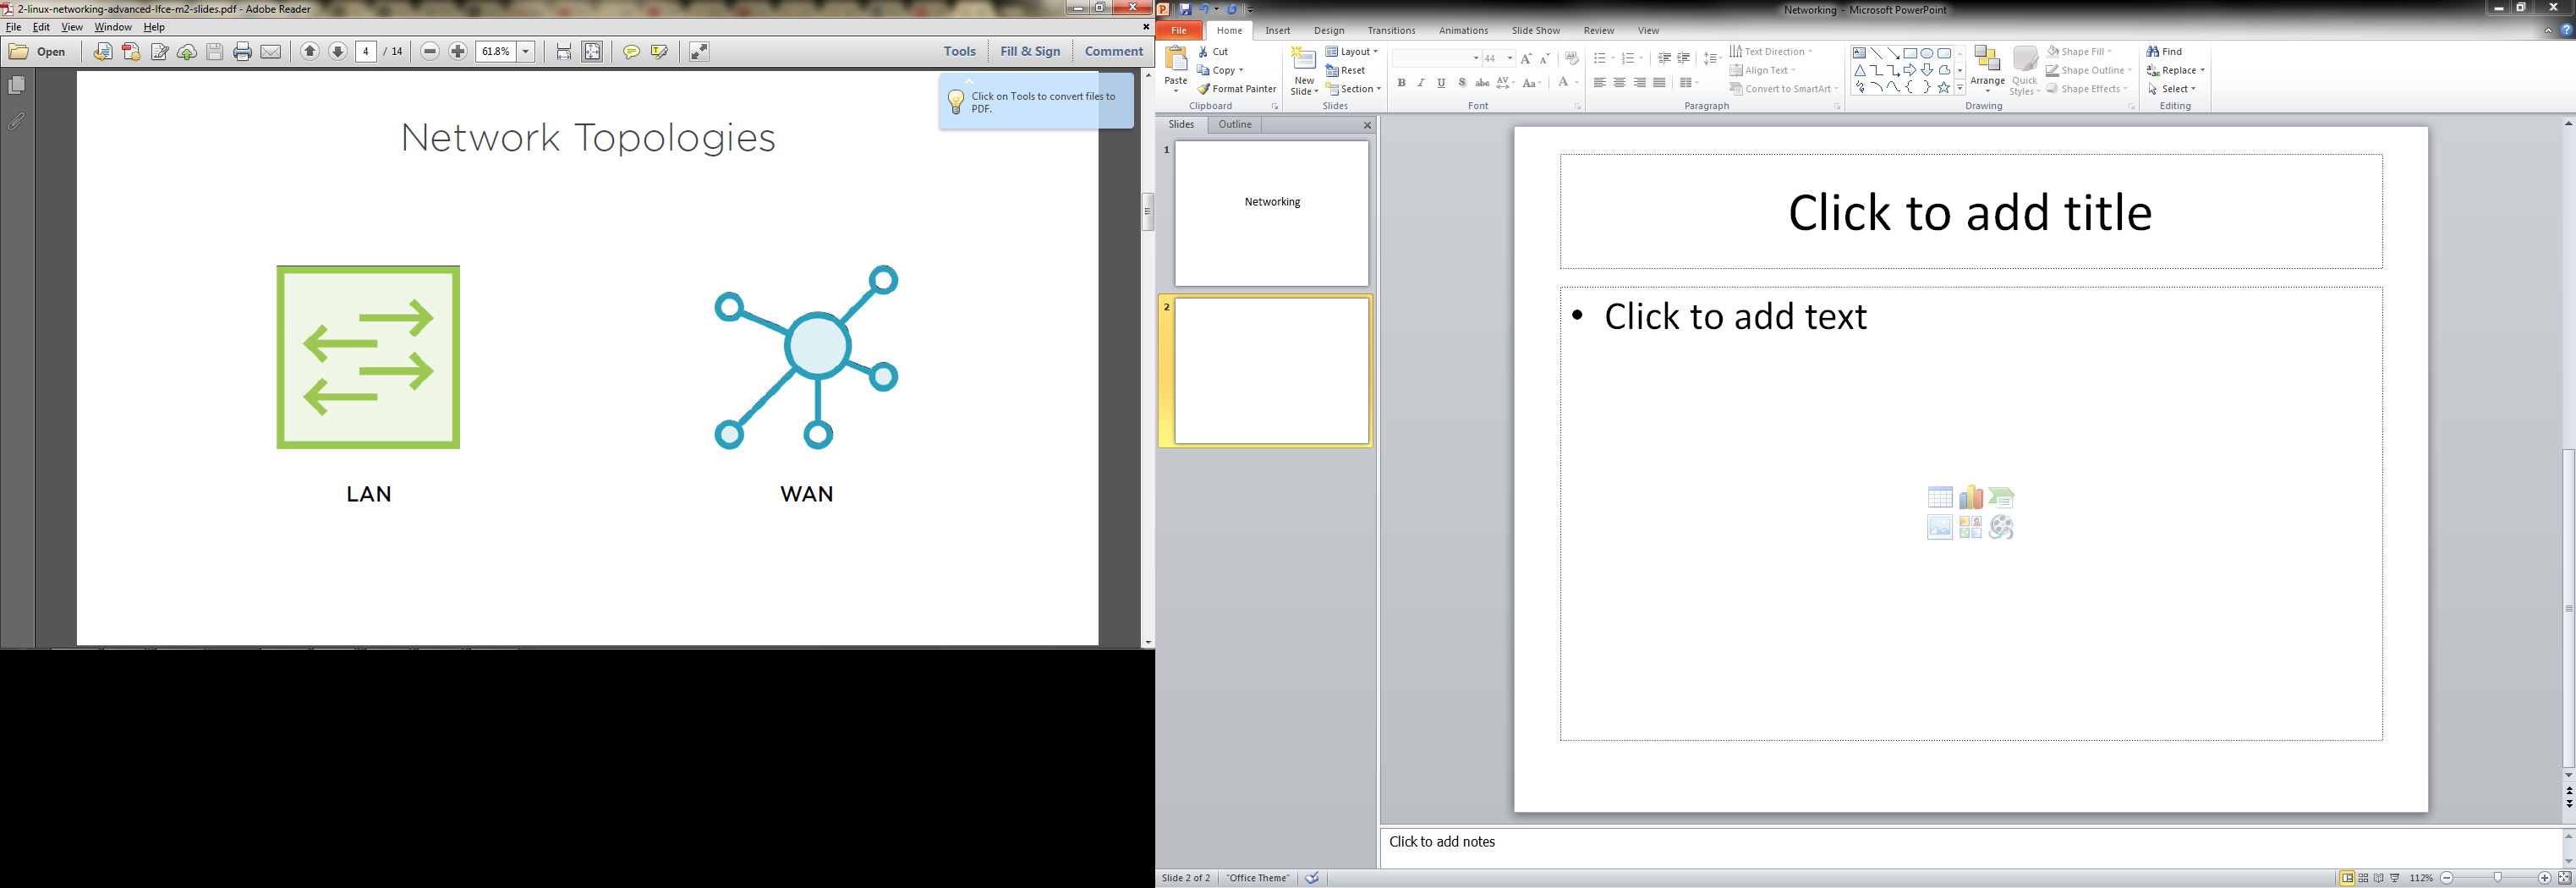 2-linux-networking-advanced-lfce-m2-slides.pdf - Adobe Reader
File Edit View Window Help
Open 4 / 14 61.8% Tools Fill & Sign Comment
Click on Tools to convert files to
PDF.
Network Topologies
LAN WAN
Networking - Microsoft PowerPoint
File Home Insert Design Transitions Animations Slide Show Review View
Paste Cut Copy Format Painter Clipboard
New Slide Layout Reset Section Slides
44 B I U S abc AV Aa A Font
Text Direction Align Text Convert to SmartArt Paragraph
Arrange Quick Styles Shape Fill Shape Outline Shape Effects Drawing
Find Replace Select Editing
Slides Outline
1
Networking
2
Click to add title
• Click to add text
Click to add notes
Slide 2 of 2 "Office Theme" 112%